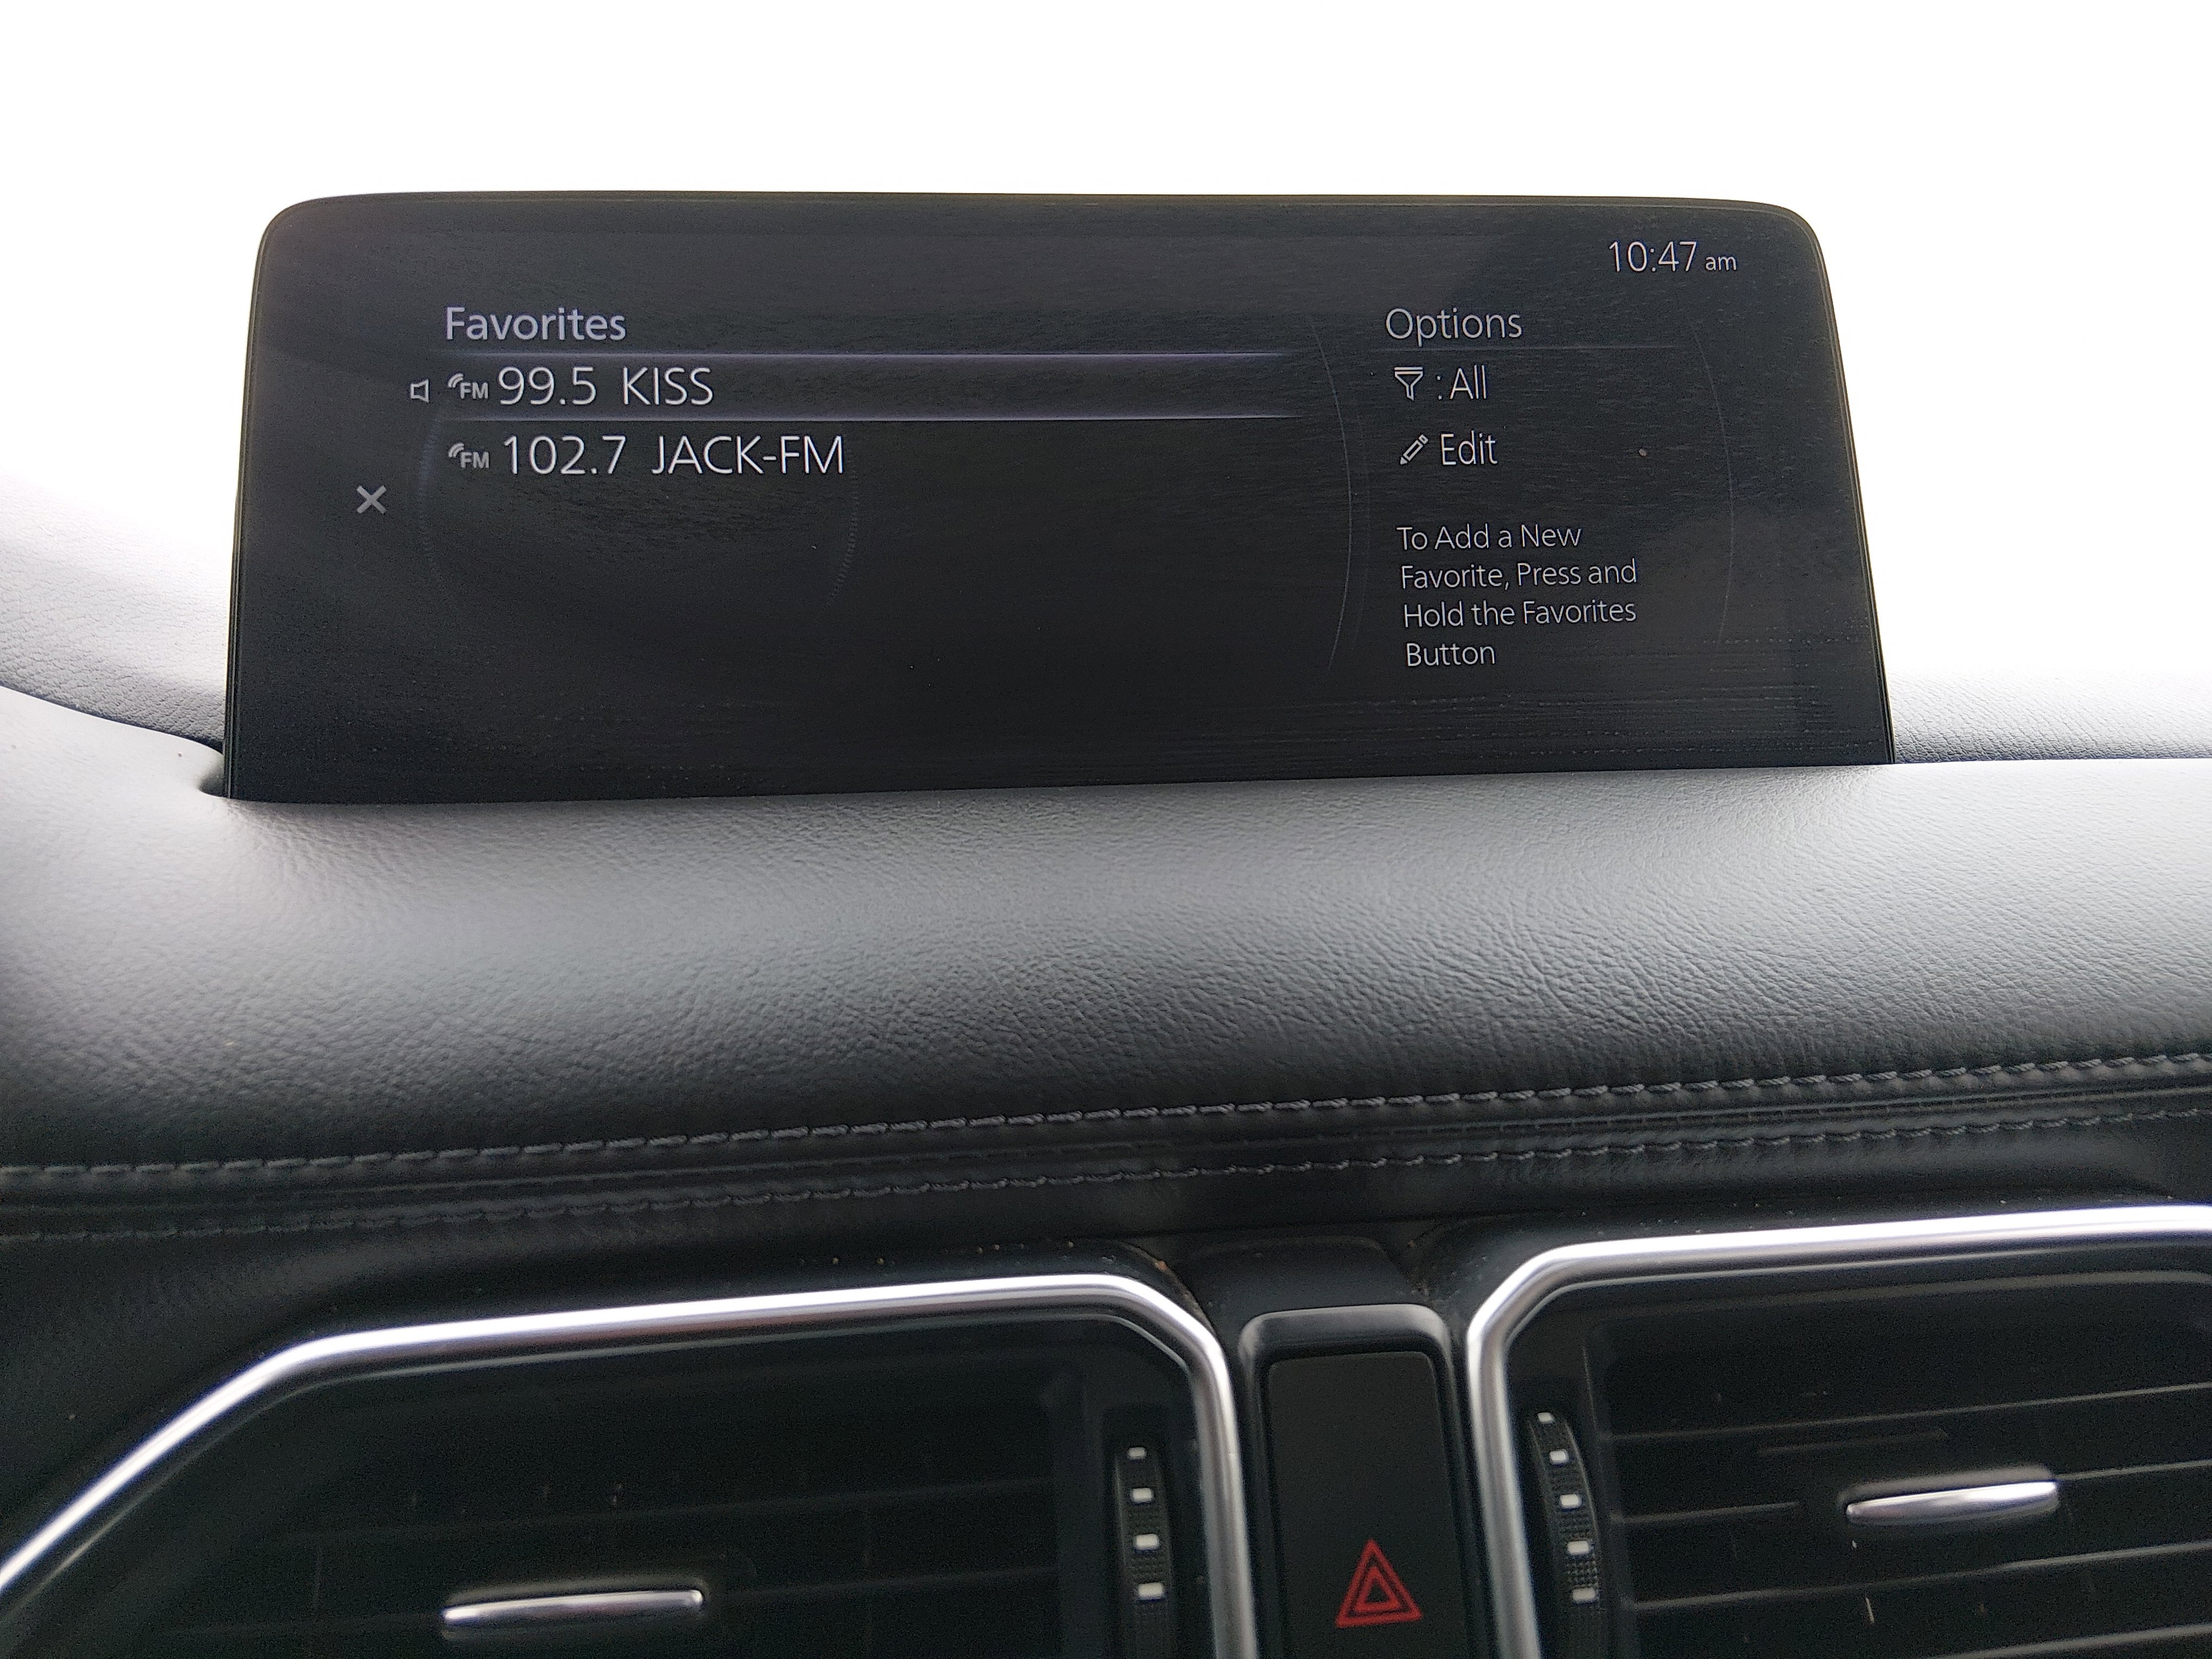 10:47 am
Favorites
FM 99.5 KISS
FM 102.7 JACK-FM
Options
: All
Edit
To Add a New
Favorite, Press and
Hold the Favorites
Button